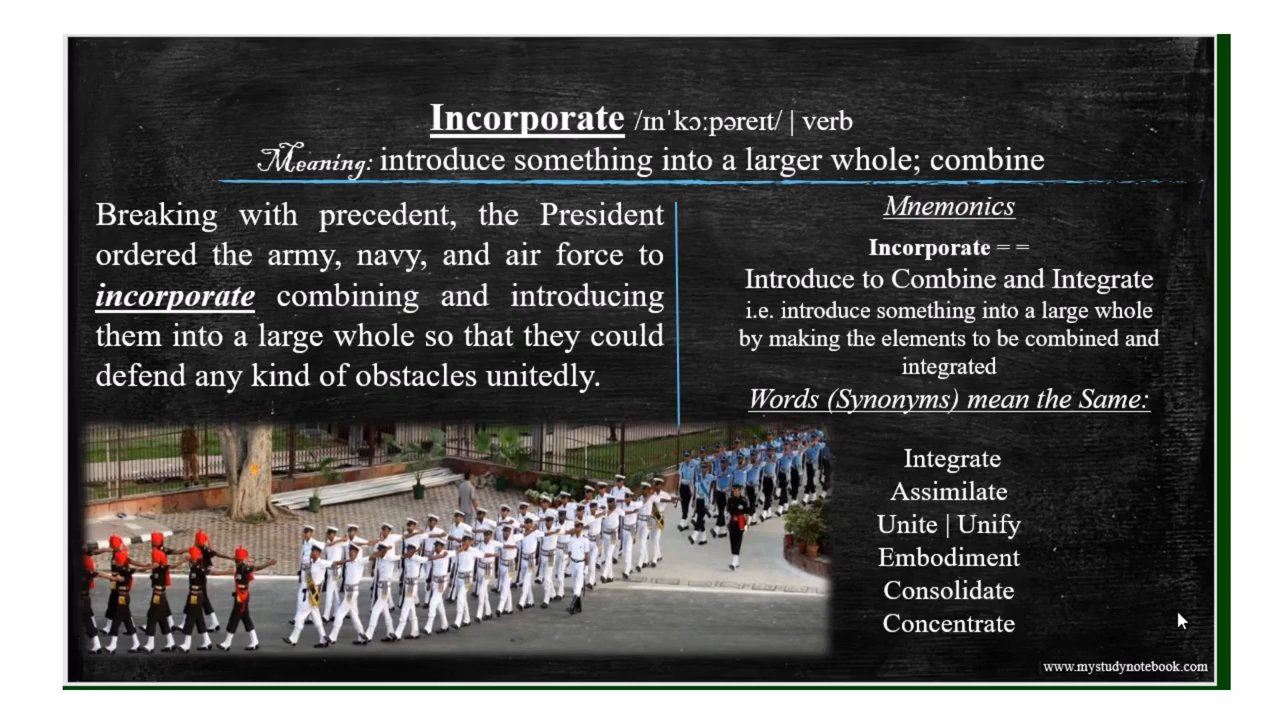 Incorporate /ɪnˈkɔːpəreɪt/ | verb
Meaning: introduce something into a larger whole; combine
Breaking with precedent, the President
ordered the army, navy, and air force to
incorporate combining and introducing
them into a large whole so that they could
defend any kind of obstacles unitedly.
Mnemonics
Incorporate = =
Introduce to Combine and Integrate
i.e. introduce something into a large whole
by making the elements to be combined and
integrated
Words (Synonyms) mean the Same:
Integrate
Assimilate
Unite | Unify
Embodiment
Consolidate
Concentrate
www.mystudynotebook.com